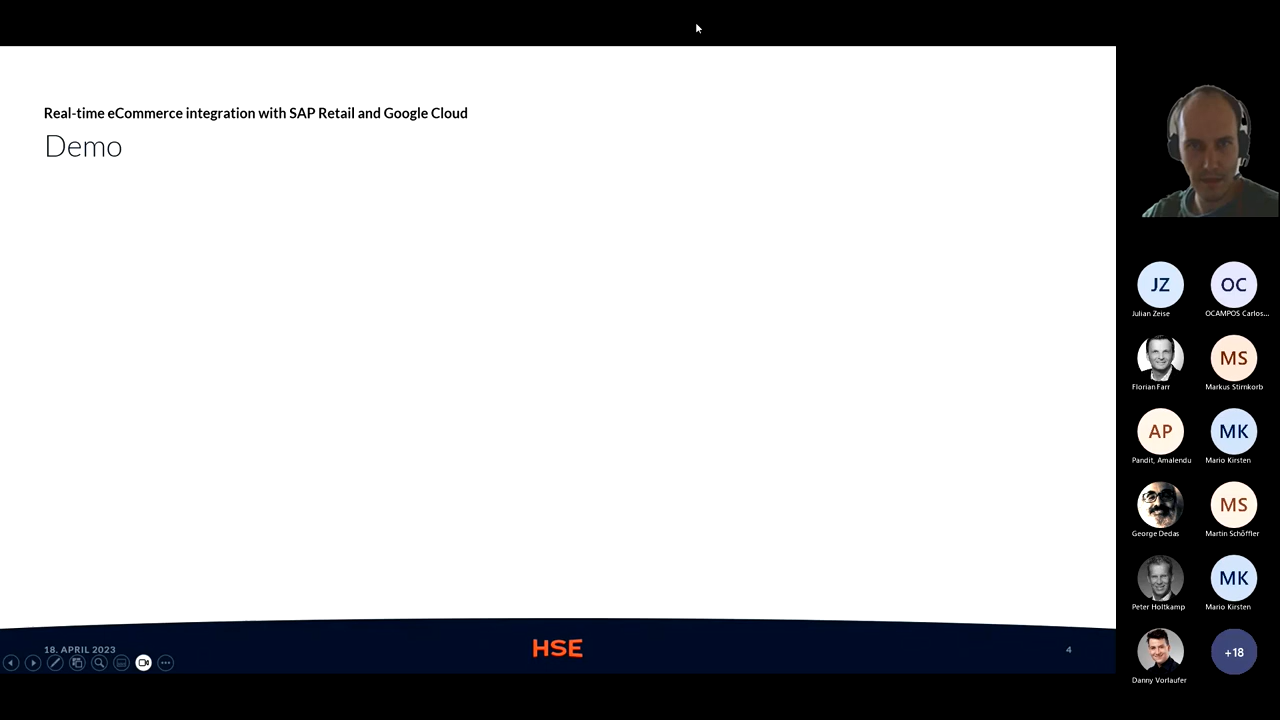 Real-time eCommerce integration with SAP Retail and Google Cloud
Demo
18. APRIL 2023
HSE
4
JZ
OC
Julian Zeise
OCAMPOS Carlos...
MS
Florian Farr
Markus Stirnkorb
AP
MK
Pandit, Amalendu
Mario Kirsten
MS
George Dedas
Martin Schöffler
MK
Peter Holtkamp
Mario Kirsten
+18
Danny Vorlaufer